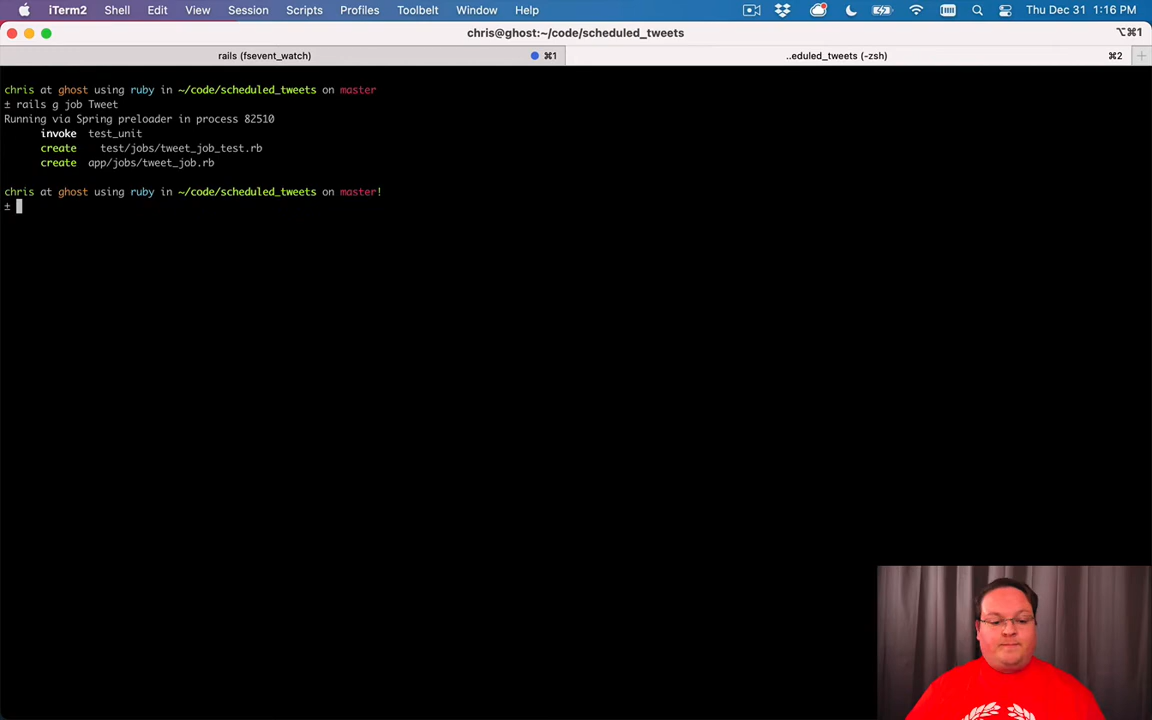 iTerm2 Shell Edit View Session Scripts Profiles Toolbelt Window Help Thu Dec 31 1:16 PM
chris@ghost:~/code/scheduled_tweets ⌥⌘1
rails (fsevent_watch) ⌘1 ..eduled_tweets (-zsh) ⌘2
chris at ghost using ruby in ~/code/scheduled_tweets on master
± rails g job Tweet
Running via Spring preloader in process 82510
invoke test_unit
create test/jobs/tweet_job_test.rb
create app/jobs/tweet_job.rb
chris at ghost using ruby in ~/code/scheduled_tweets on master!
±